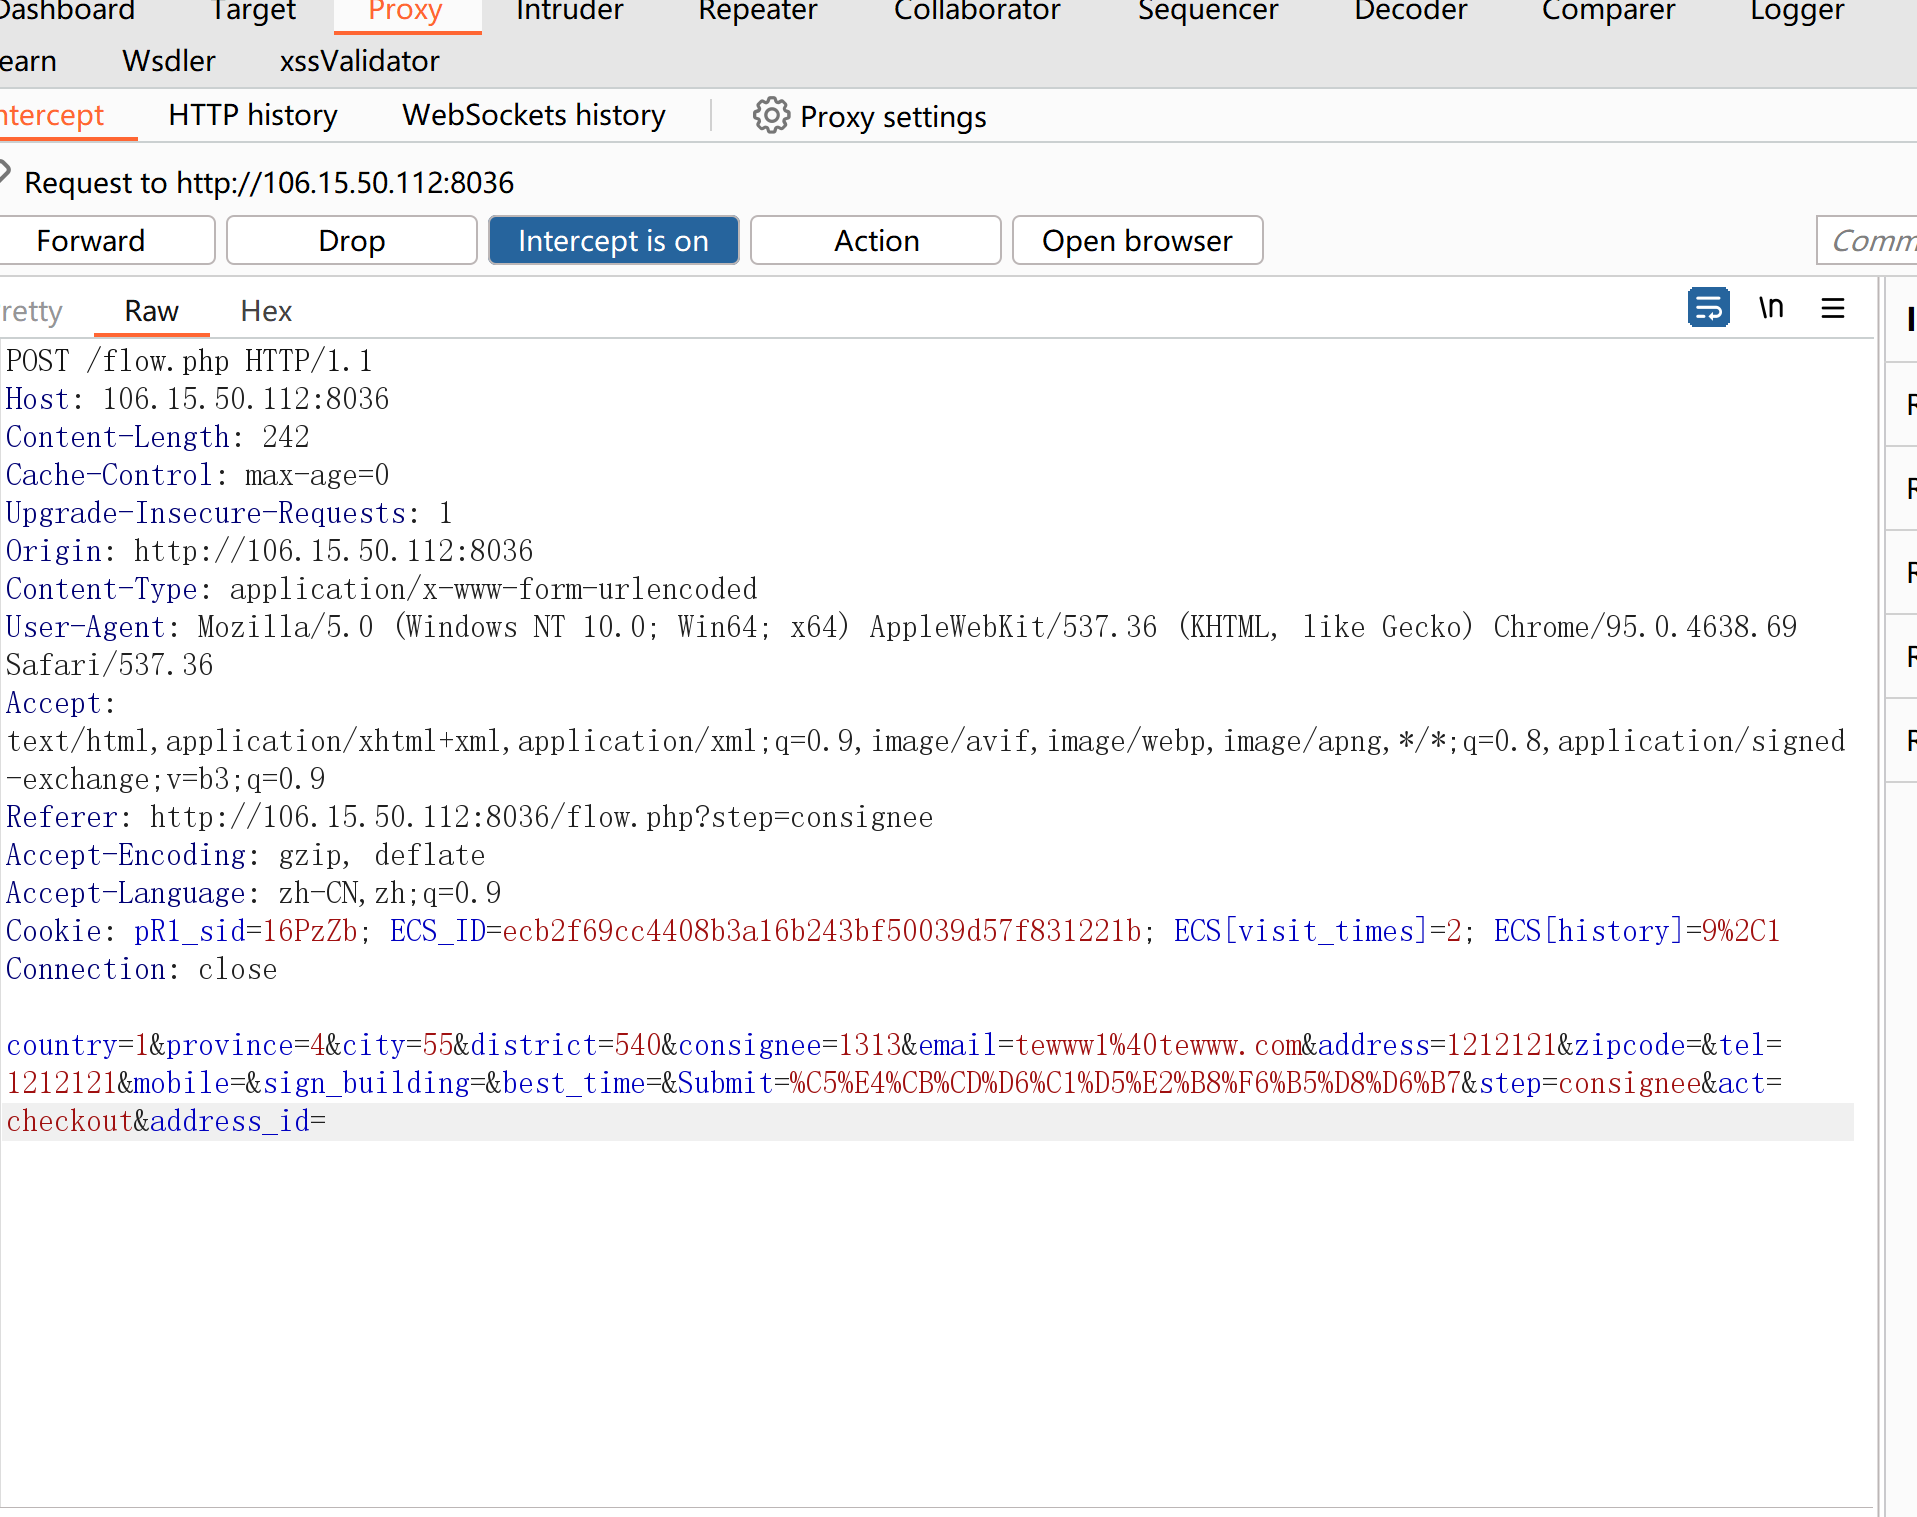 Dashboard Target Proxy Intruder Repeater Collaborator Sequencer Decoder Comparer Logger
earn Wsdler xssValidator
ntercept HTTP history WebSockets history Proxy settings
Request to http://106.15.50.112:8036
Forward Drop Intercept is on Action Open browser Comm
retty Raw Hex \n
POST /flow.php HTTP/1.1
Host: 106.15.50.112:8036
Content-Length: 242
Cache-Control: max-age=0
Upgrade-Insecure-Requests: 1
Origin: http://106.15.50.112:8036
Content-Type: application/x-www-form-urlencoded
User-Agent: Mozilla/5.0 (Windows NT 10.0; Win64; x64) AppleWebKit/537.36 (KHTML, like Gecko) Chrome/95.0.4638.69
Safari/537.36
Accept:
text/html,application/xhtml+xml,application/xml;q=0.9,image/avif,image/webp,image/apng,*/*;q=0.8,application/signed
-exchange;v=b3;q=0.9
Referer: http://106.15.50.112:8036/flow.php?step=consignee
Accept-Encoding: gzip, deflate
Accept-Language: zh-CN,zh;q=0.9
Cookie: pR1_sid=16PzZb; ECS_ID=ecb2f69cc4408b3a16b243bf50039d57f831221b; ECS[visit_times]=2; ECS[history]=9%2C1
Connection: close
country=1&province=4&city=55&district=540&consignee=1313&email=tewww1%40tewww.com&address=1212121&zipcode=&tel=
1212121&mobile=&sign_building=&best_time=&Submit=%C5%E4%CB%CD%D6%C1%D5%E2%B8%F6%B5%D8%D6%B7&step=consignee&act=
checkout&address_id=